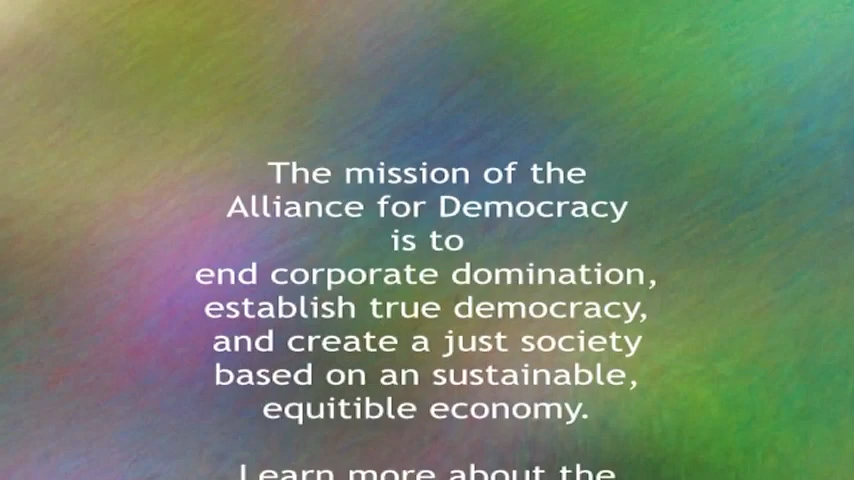 The mission of the
Alliance for Democracy
is to
end corporate domination,
establish true democracy,
and create a just society
based on an sustainable,
equitible economy.
Learn more about the